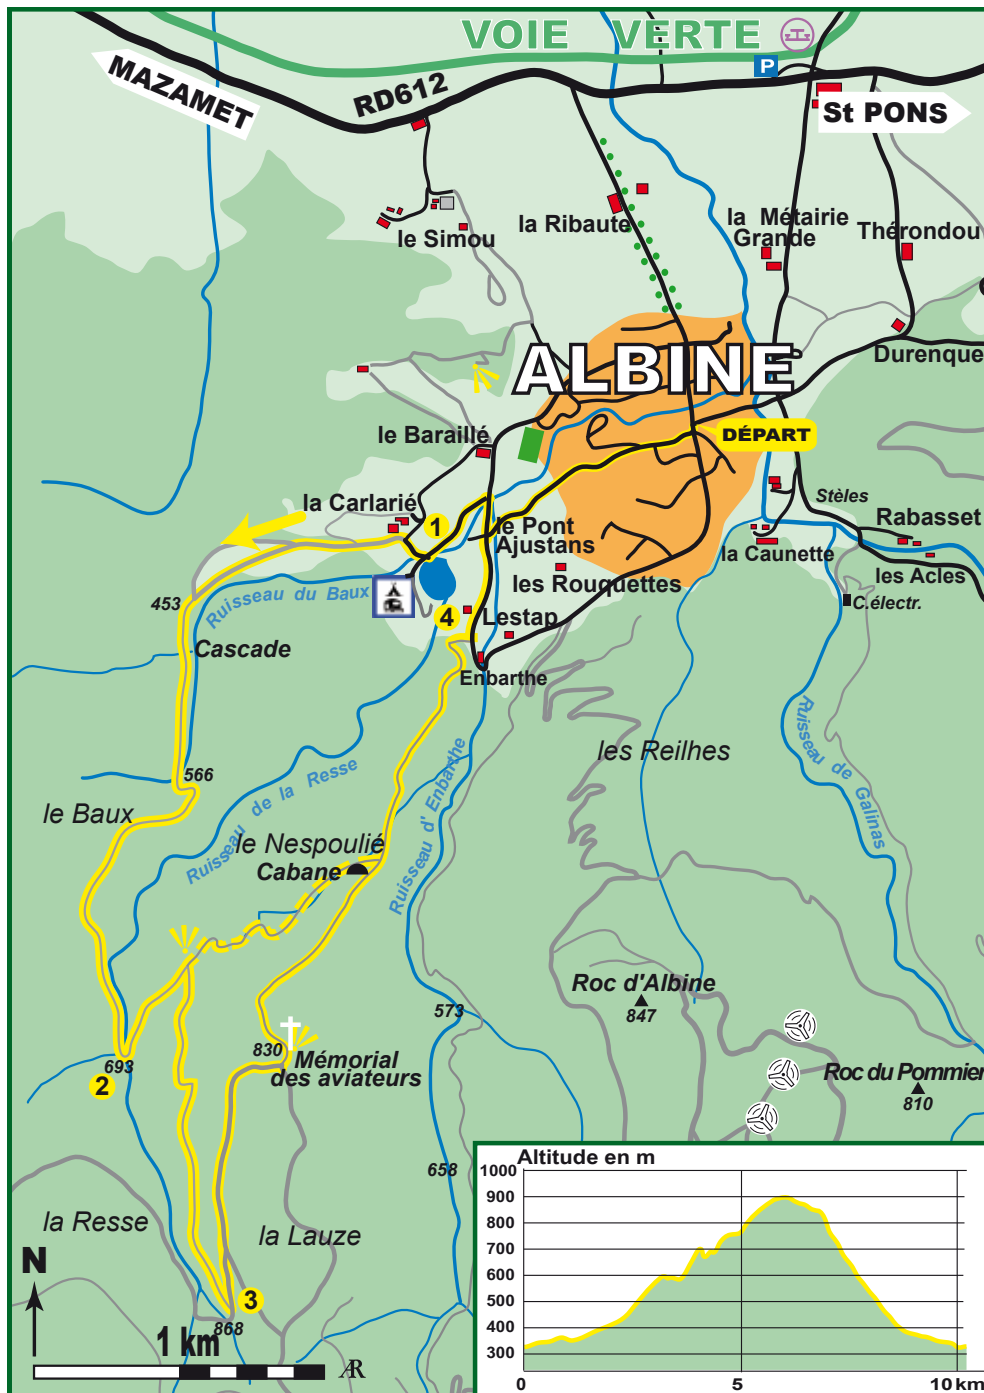 VOIE VERTE
P
MAZAMET
RD612
St PONS
le Simou
la Ribaute
la Métairie
Grande
Thérondou
Durenque
ALBINE
DÉPART
le Baraillé
la Carlarié
1
le Pont
Ajustans
Stèles
Rabasset
la Caunette
les Acles
les Rouquettes
C.électr.
453
Ruisseau du Baux
4
Lestap
Cascade
Enbarthe
Ruisseau de Galinas
les Reilhes
566
le Baux
Ruisseau de la Resse
Ruisseau d' Enbarthe
le Nespoulié
Cabane
Roc d'Albine
847
573
830
Mémorial
des aviateurs
693
2
Roc du Pommier
810
658
la Resse
la Lauze
N
3
868
1 km
AR
Altitude en m
1000
900
800
700
600
500
400
300
0
5
10 km